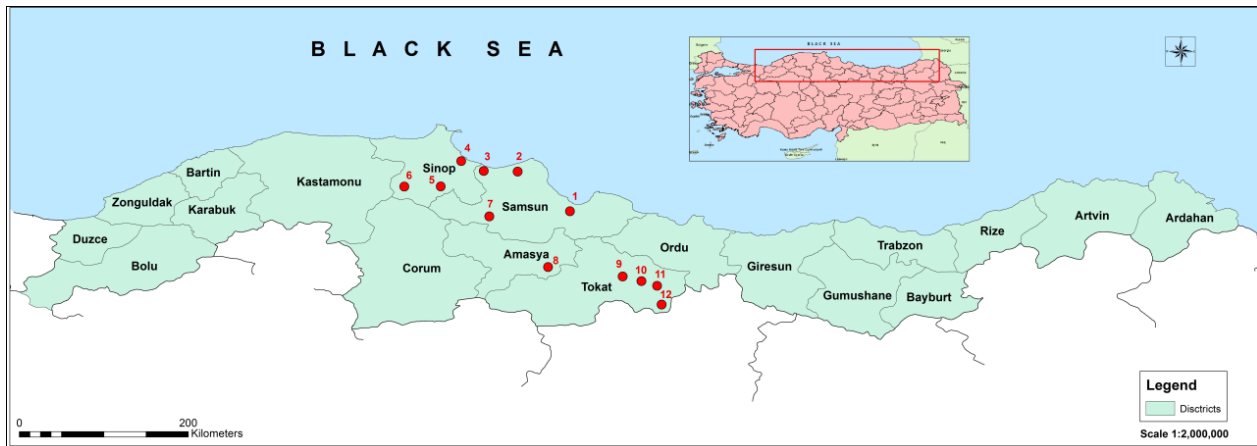 BLACK SEA
BLACK SEA
4
3
2
Sinop
Bartin
6
5
Kastamonu
Zonguldak
1
Karabuk
7
Samsun
Artvin
Ardahan
Rize
Duzce
Ordu
Trabzon
Amasya
8
Bolu
Corum
Giresun
9
10
11
Tokat
12
Gumushane
Bayburt
Legend
Disctricts
0
200
Kilometers
Scale 1:2,000,000